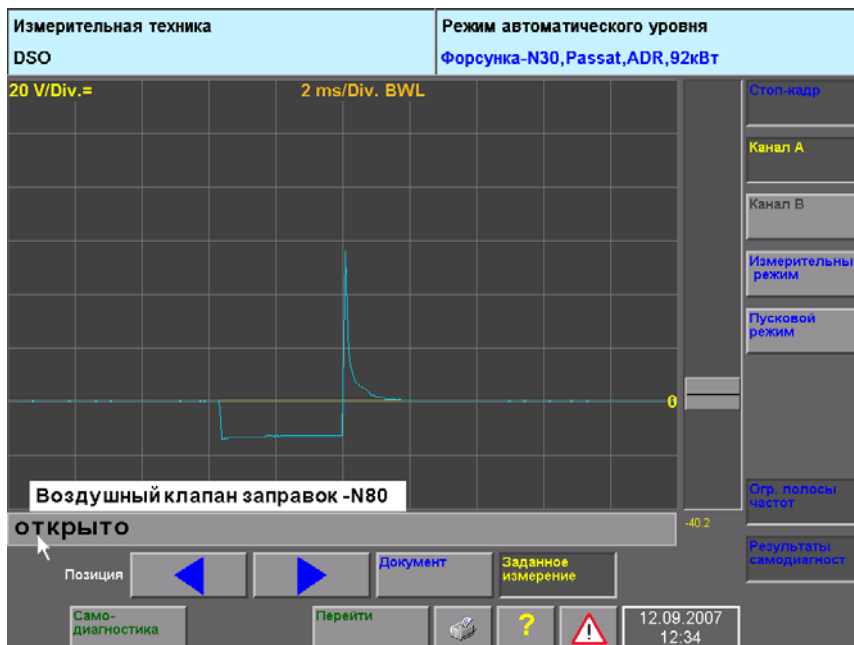 Измерительная техника
DSO
Режим автоматического уровня
Форсунка-N30,Passat,ADR,92кВт
20 V/Div.=
2 ms/Div. BWL
0
-40.2
Стоп-кадр
Канал A
Канал B
Измерительны
режим
Пусковой
режим
Огр. полосы
частот
Результаты
самодиагност
Воздушный клапан заправок -N80
открыто
Позиция
Документ
Заданное
измерение
Само-
диагностика
Перейти
?
12.09.2007
12:34